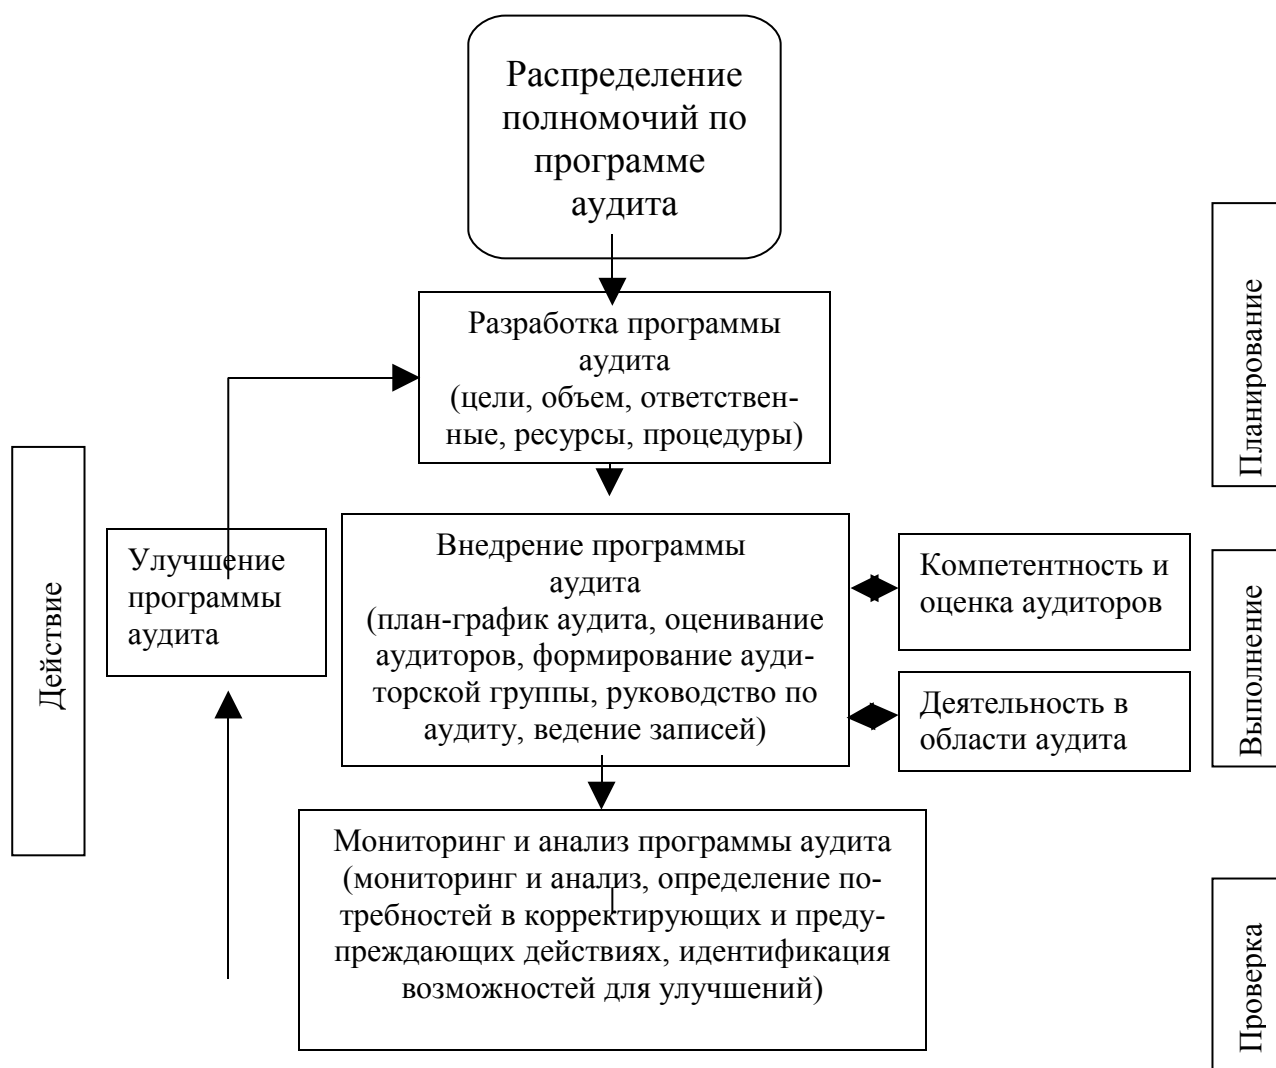 Распределение
полномочий по
программе
аудита
Разработка программы
аудита
(цели, объем, ответствен-
ные, ресурсы, процедуры)
Планирование
Действие
Улучшение
программы
аудита
Внедрение программы
аудита
(план-график аудита, оценивание
аудиторов, формирование ауди-
торской группы, руководство по
аудиту, ведение записей)
Компетентность и
оценка аудиторов
Деятельность в
области аудита
Выполнение
Мониторинг и анализ программы аудита
(мониторинг и анализ, определение по-
требностей в корректирующих и преду-
преждающих действиях, идентификация
возможностей для улучшений)
Проверка